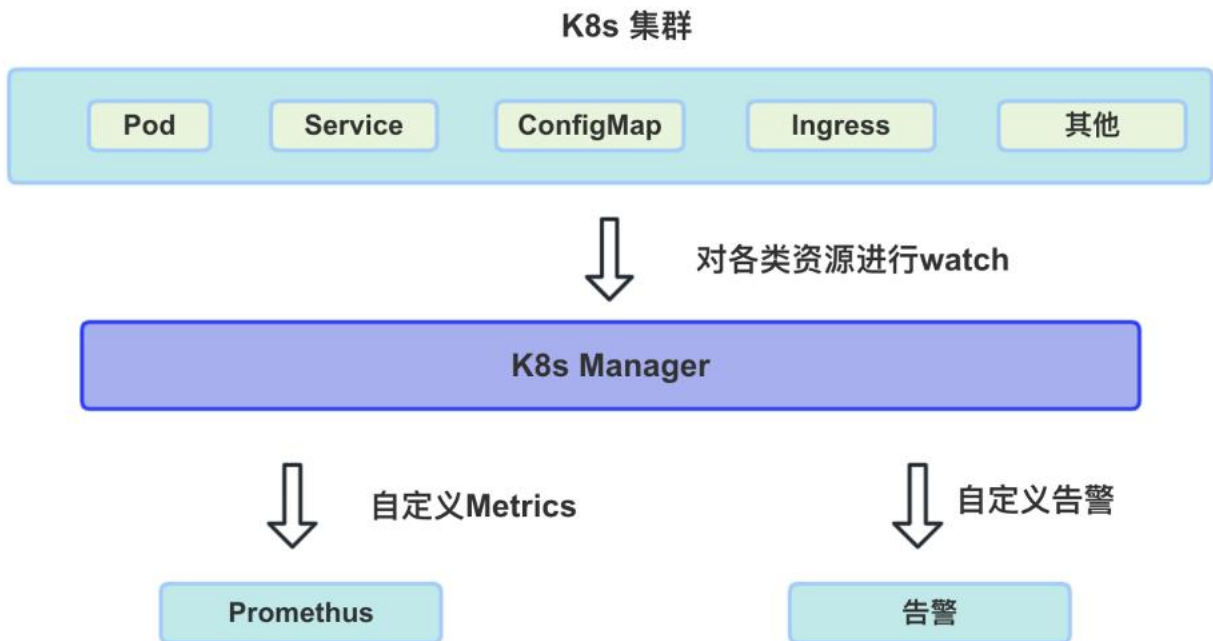 K8s 集群
Pod
Service
ConfigMap
Ingress
其他
对各类资源进行watch
K8s Manager
自定义Metrics
自定义告警
Promethus
告警